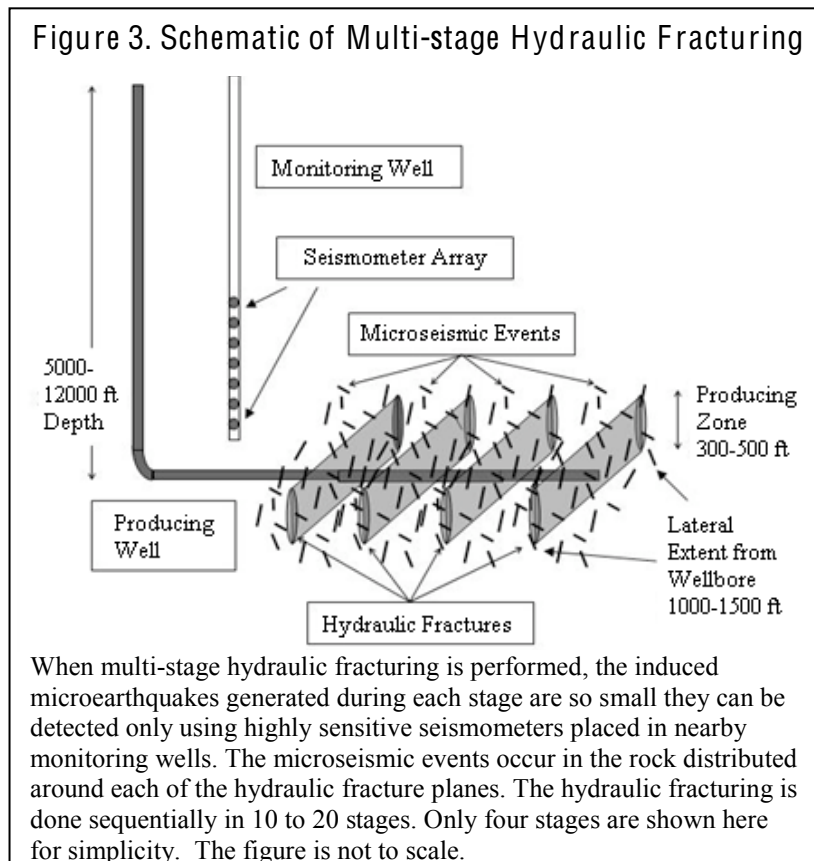 Figure 3. Schematic of Multi-stage Hydraulic Fracturing
Monitoring Well
Seismometer Array
Microseismic Events
5000-
12000 ft
Depth
Producing
Zone
300-500 ft
Producing
Well
Lateral
Extent from
Wellbore
1000-1500 ft
Hydraulic Fractures
When multi-stage hydraulic fracturing is performed, the induced
microearthquakes generated during each stage are so small they can be
detected only using highly sensitive seismometers placed in nearby
monitoring wells. The microseismic events occur in the rock distributed
around each of the hydraulic fracture planes. The hydraulic fracturing is
done sequentially in 10 to 20 stages. Only four stages are shown here
for simplicity. The figure is not to scale.